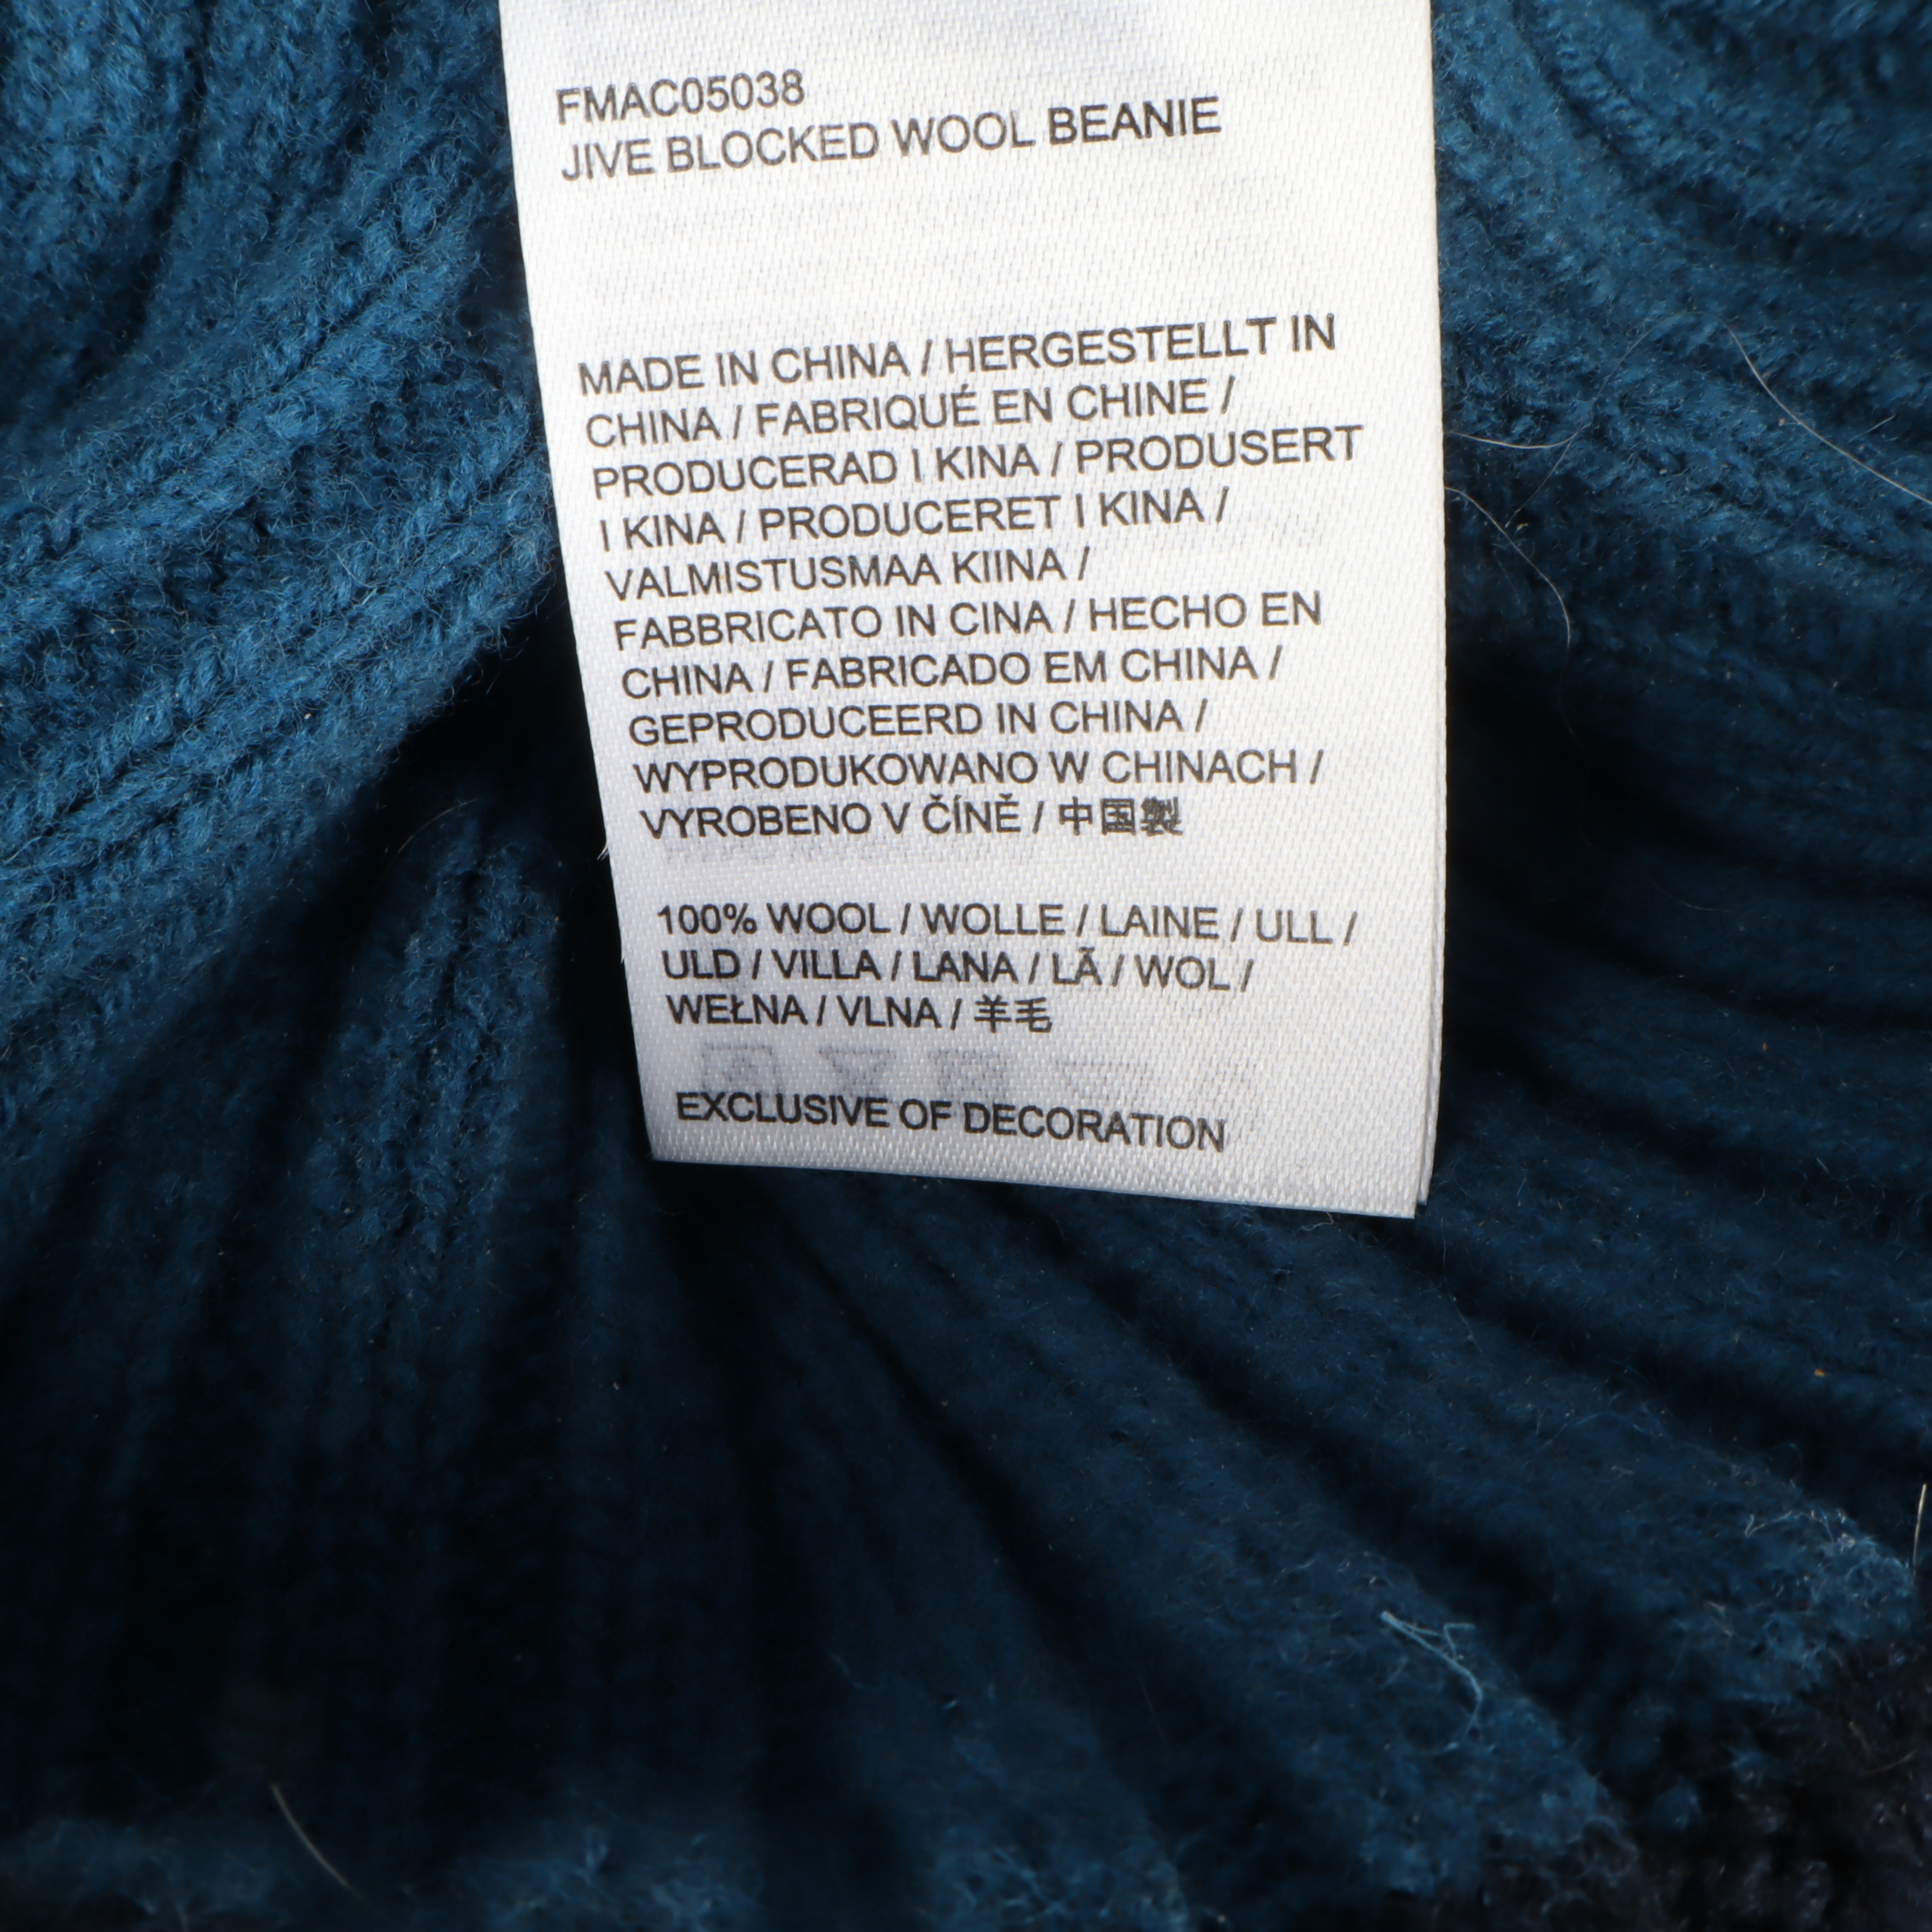 FMAC05038
JIVE BLOCKED WOOL BEANIE
MADE IN CHINA / HERGESTELLT IN
CHINA / FABRIQUÉ EN CHINE /
PRODUCERAD I KINA / PRODUSERT
I KINA / PRODUCERET I KINA /
VALMISTUSMAA KIINA /
FABBRICATO IN CINA / HECHO EN
CHINA / FABRICADO EM CHINA /
GEPRODUCEERD IN CHINA /
WYPRODUKOWANO W CHINACH /
VYROBENO V ČÍNĚ / 中国製
100% WOOL / WOLLE / LAINE / ULL /
ULD / VILLA / LANA / LÃ / WOL /
WEŁNA / VLNA / 羊毛
EXCLUSIVE OF DECORATION